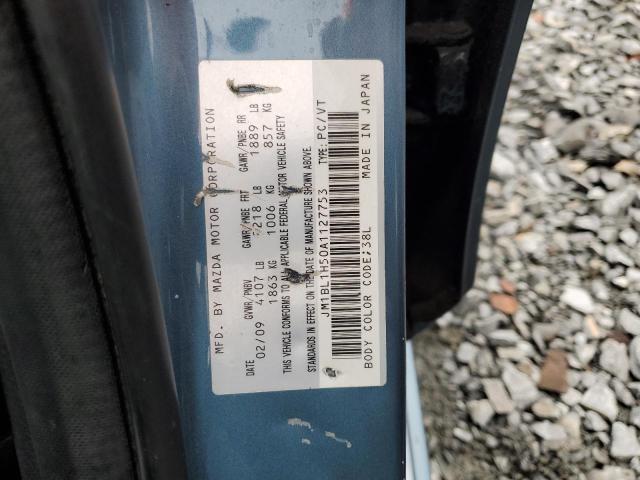 MFD. BY MAZDA MOTOR CORPORATION
DATE GVWR/PNBV GAWR/PNBE FRT GAWR/PNBE RR
02/09 4107 LB 2218 LB 1889 LB
1863 KG 1006 KG 857 KG
THIS VEHICLE CONFORMS TO ALL APPLICABLE FEDERAL MOTOR VEHICLE SAFETY
STANDARDS IN EFFECT ON THE DATE OF MANUFACTURE SHOWN ABOVE.
JM1BL1H50A1127753 TYPE: PC/VT
BODY COLOR CODE:38L MADE IN JAPAN